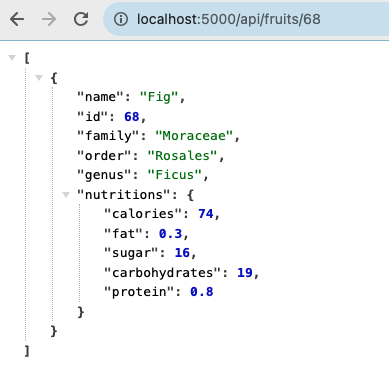 localhost:5000/api/fruits/68
[
{
"name": "Fig",
"id": 68,
"family": "Moraceae",
"order": "Rosales",
"genus": "Ficus",
"nutritions": {
"calories": 74,
"fat": 0.3,
"sugar": 16,
"carbohydrates": 19,
"protein": 0.8
}
}
]